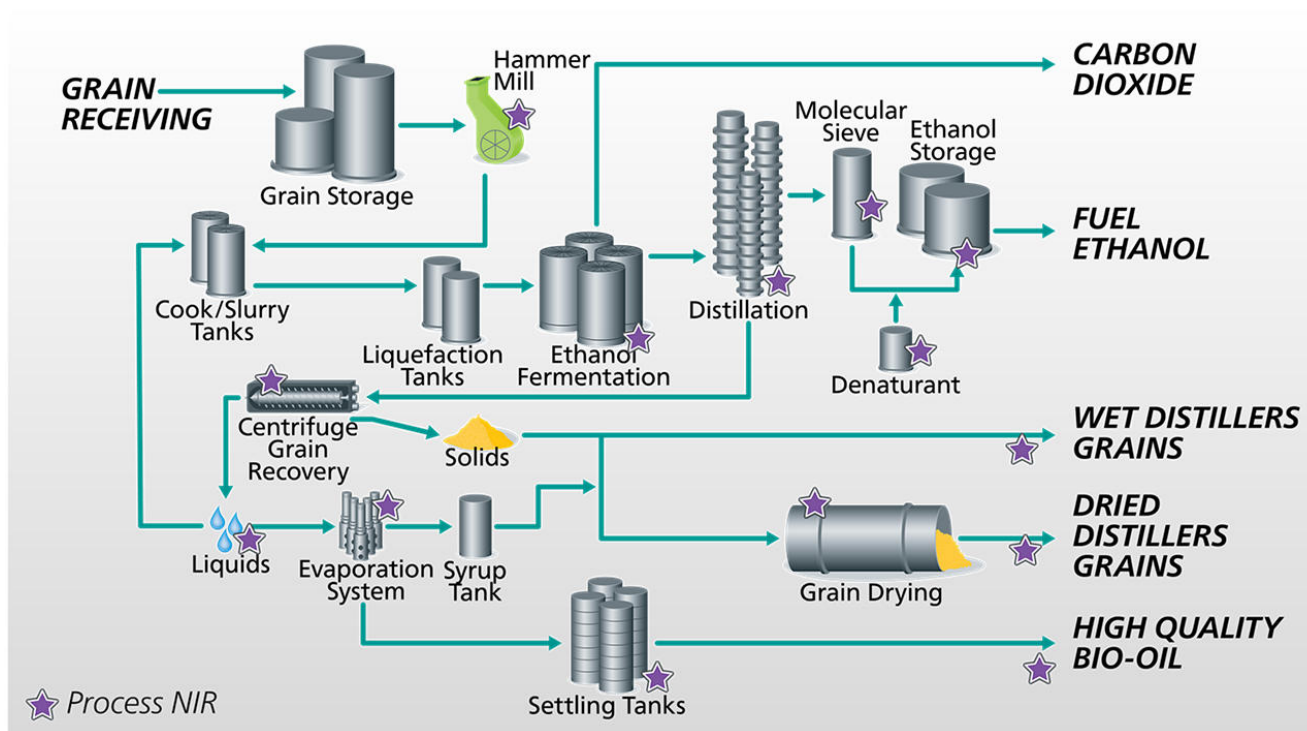 GRAIN
RECEIVING
Grain Storage
Hammer
Mill
CARBON
DIOXIDE
Molecular
Sieve
Ethanol
Storage
FUEL
ETHANOL
Cook/Slurry
Tanks
Liquefaction
Tanks
Ethanol
Fermentation
Distillation
Denaturant
Centrifuge
Grain
Recovery
Solids
WET DISTILLERS
GRAINS
Liquids
Evaporation
System
Syrup
Tank
Grain Drying
DRIED
DISTILLERS
GRAINS
Settling Tanks
HIGH QUALITY
BIO-OIL
Process NIR